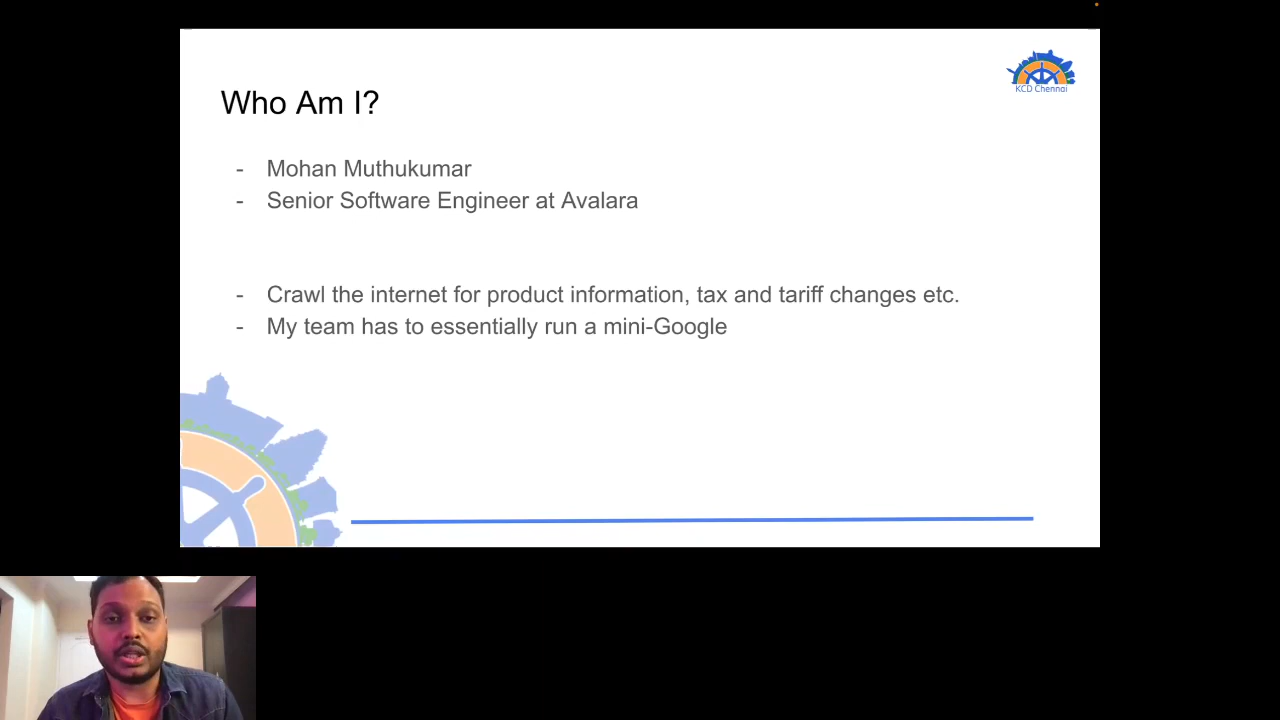 KCD Chennai
Who Am I?
- Mohan Muthukumar
- Senior Software Engineer at Avalara
- Crawl the internet for product information, tax and tariff changes etc.
- My team has to essentially run a mini-Google